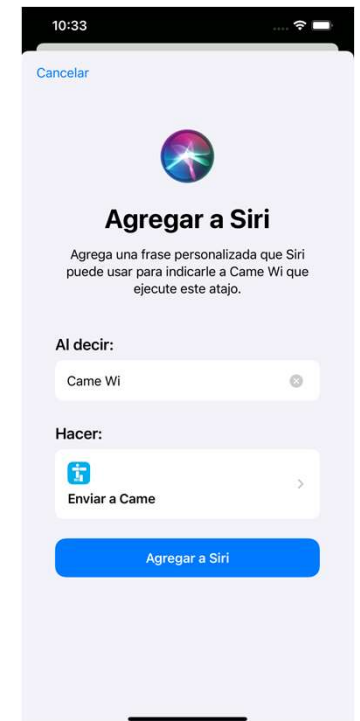 10:33
Cancelar
Agregar a Siri
Agrega una frase personalizada que Siri
puede usar para indicarle a Came Wi que
ejecute este atajo.
Al decir:
Came Wi
Hacer:
Enviar a Came
Agregar a Siri